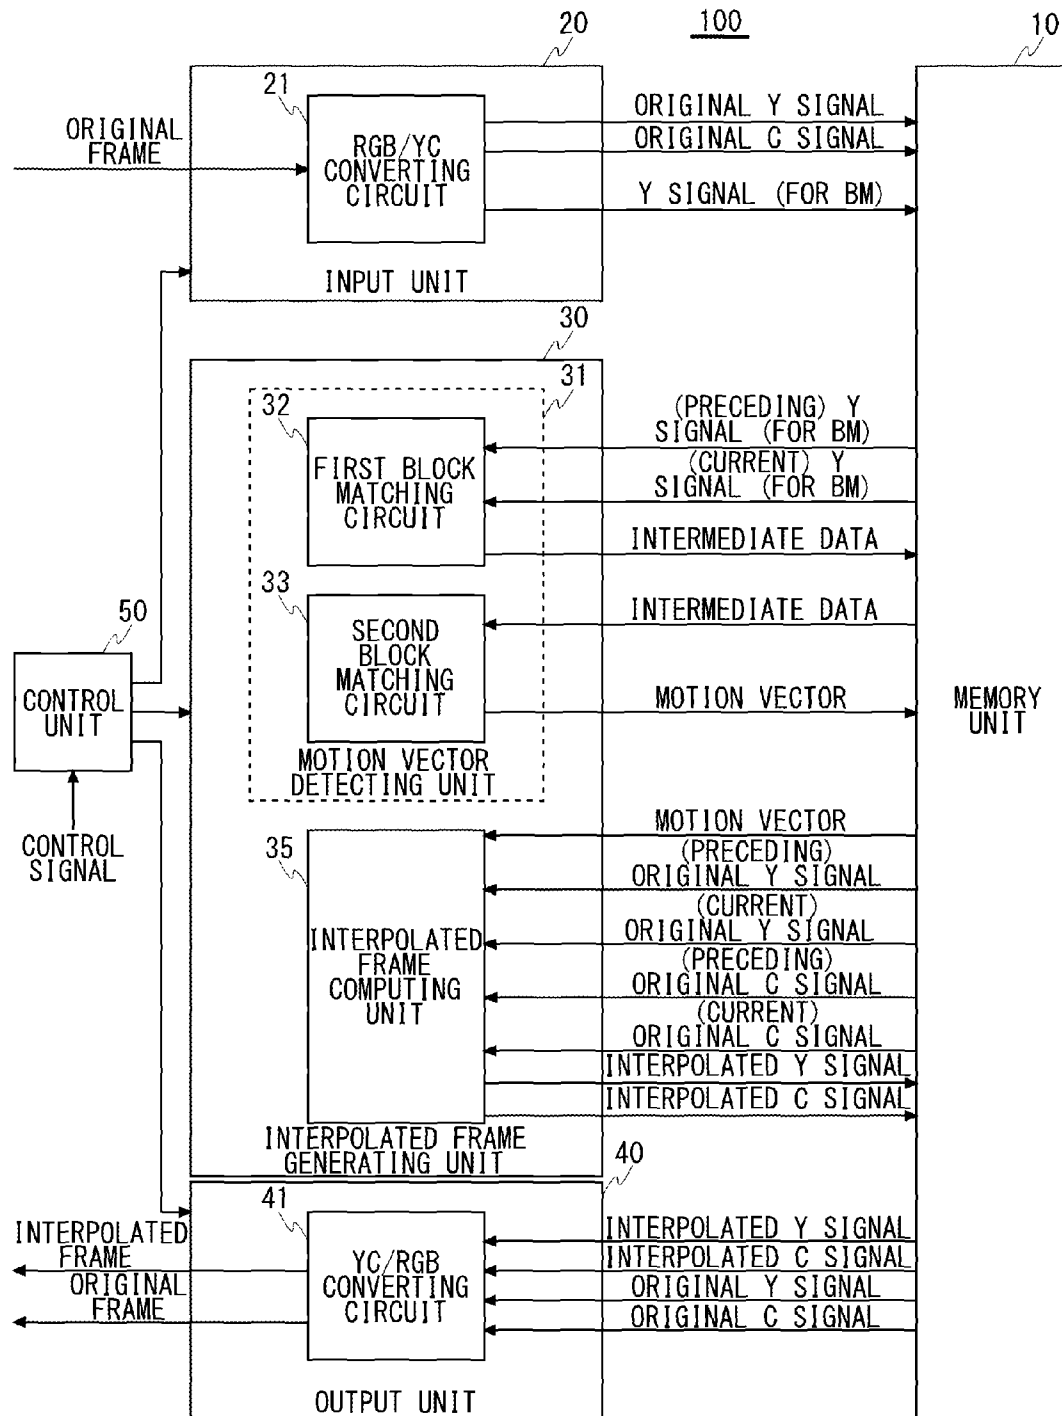 100
20
10
21
ORIGINAL
FRAME
RGB/YC
CONVERTING
CIRCUIT
ORIGINAL Y SIGNAL
ORIGINAL C SIGNAL
Y SIGNAL (FOR BM)
INPUT UNIT
30
31
32
FIRST BLOCK
MATCHING
CIRCUIT
(PRECEDING) Y
SIGNAL (FOR BM)
(CURRENT) Y
SIGNAL (FOR BM)
INTERMEDIATE DATA
33
SECOND
BLOCK
MATCHING
CIRCUIT
INTERMEDIATE DATA
MOTION VECTOR
MOTION VECTOR
DETECTING UNIT
50
CONTROL
UNIT
CONTROL
SIGNAL
MEMORY
UNIT
35
INTERPOLATED
FRAME
COMPUTING
UNIT
MOTION VECTOR
(PRECEDING)
ORIGINAL Y SIGNAL
(CURRENT)
ORIGINAL Y SIGNAL
(PRECEDING)
ORIGINAL C SIGNAL
(CURRENT)
ORIGINAL C SIGNAL
INTERPOLATED Y SIGNAL
INTERPOLATED C SIGNAL
INTERPOLATED FRAME
GENERATING UNIT
40
41
YC/RGB
CONVERTING
CIRCUIT
INTERPOLATED Y SIGNAL
INTERPOLATED C SIGNAL
ORIGINAL Y SIGNAL
ORIGINAL C SIGNAL
INTERPOLATED
FRAME
ORIGINAL
FRAME
OUTPUT UNIT